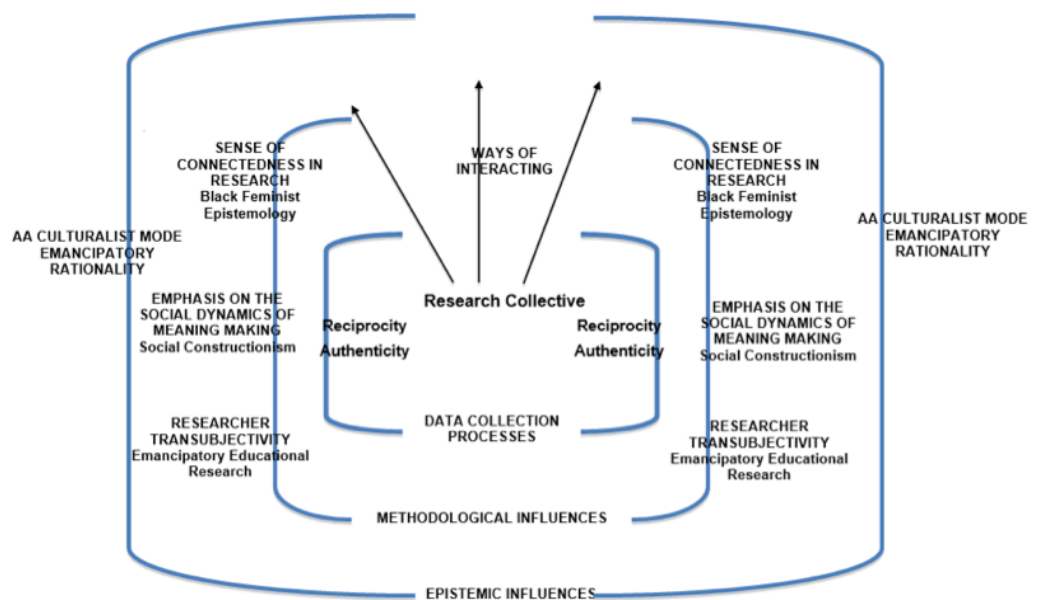 SENSE OF
CONNECTEDNESS IN
RESEARCH
Black Feminist
Epistemology
WAYS OF
INTERACTING
SENSE OF
CONNECTEDNESS IN
RESEARCH
Black Feminist
Epistemology
AA CULTURALIST MODE
EMANCIPATORY
RATIONALITY
AA CULTURALIST MODE
EMANCIPATORY
RATIONALITY
EMPHASIS ON THE
SOCIAL DYNAMICS OF
MEANING MAKING
Social Constructionism
Research Collective
Reciprocity
Authenticity
Reciprocity
Authenticity
EMPHASIS ON THE
SOCIAL DYNAMICS OF
MEANING MAKING
Social Constructionism
RESEARCHER
TRANSUBJECTIVITY
Emancipatory Educational
Research
DATA COLLECTION
PROCESSES
RESEARCHER
TRANSUBJECTIVITY
Emancipatory Educational
Research
METHODOLOGICAL INFLUENCES
EPISTEMIC INFLUENCES